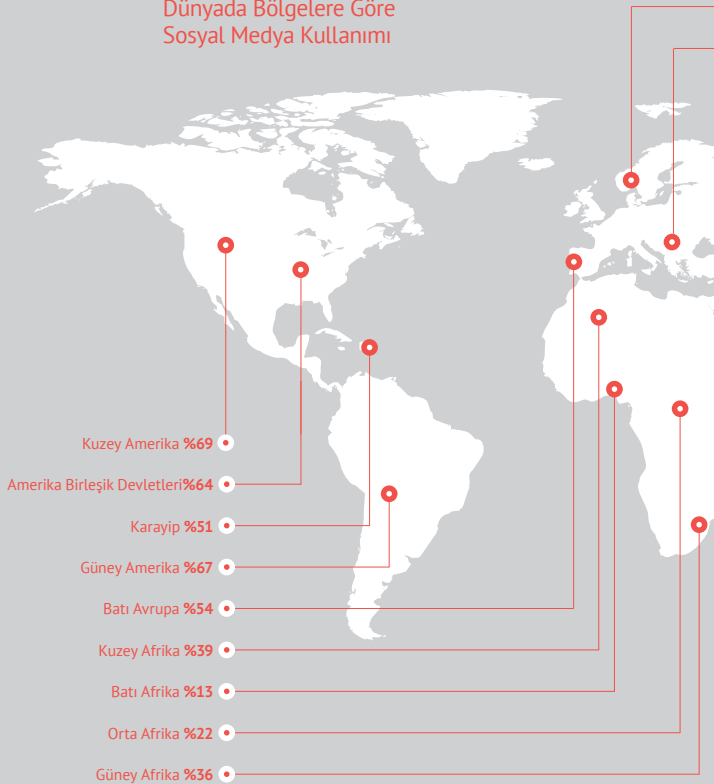 Dünyada Bölgelere Göre
Sosyal Medya Kullanımı
Kuzey Amerika %69
Amerika Birleşik Devletleri%64
Karayip %51
Güney Amerika %67
Batı Avrupa %54
Kuzey Afrika %39
Batı Afrika %13
Orta Afrika %22
Güney Afrika %36